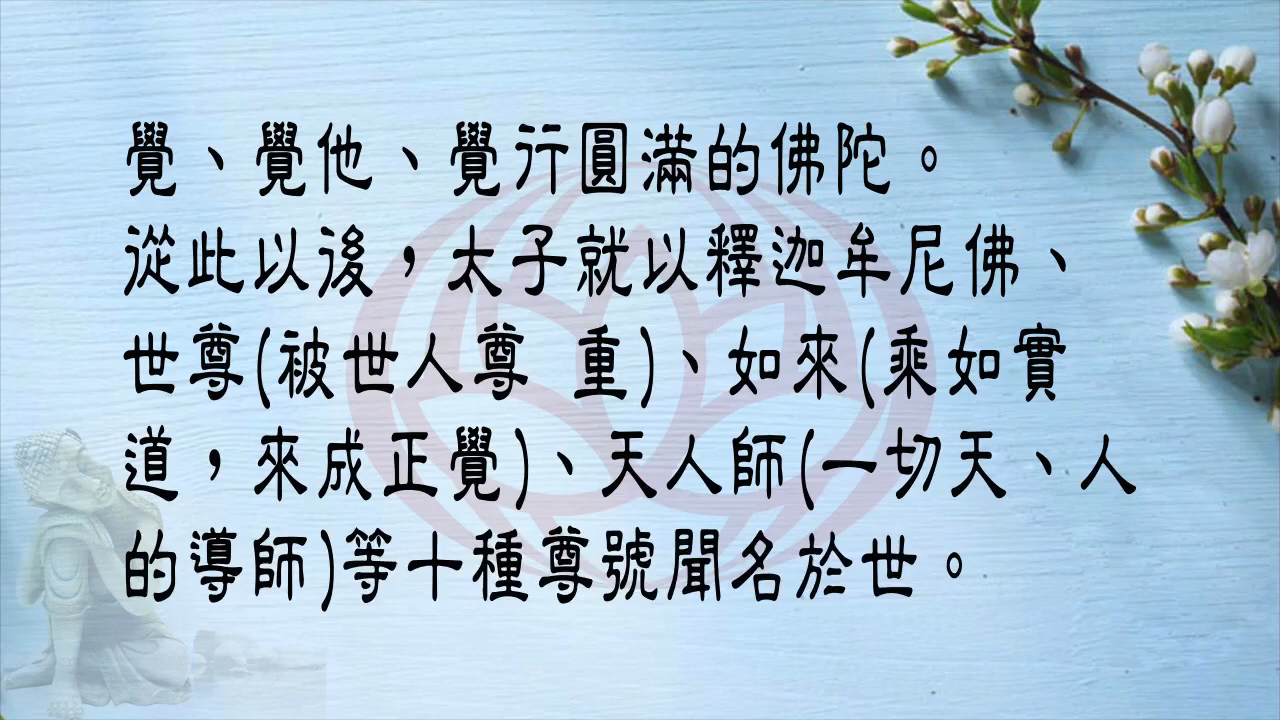 覺、覺他、覺行圓滿的佛陀。
從此以後，太子就以釋迦牟尼佛、
世尊(被世人尊 重)、如來(乘如實
道，來成正覺)、天人師(一切天、人
的導師)等十種尊號聞名於世。